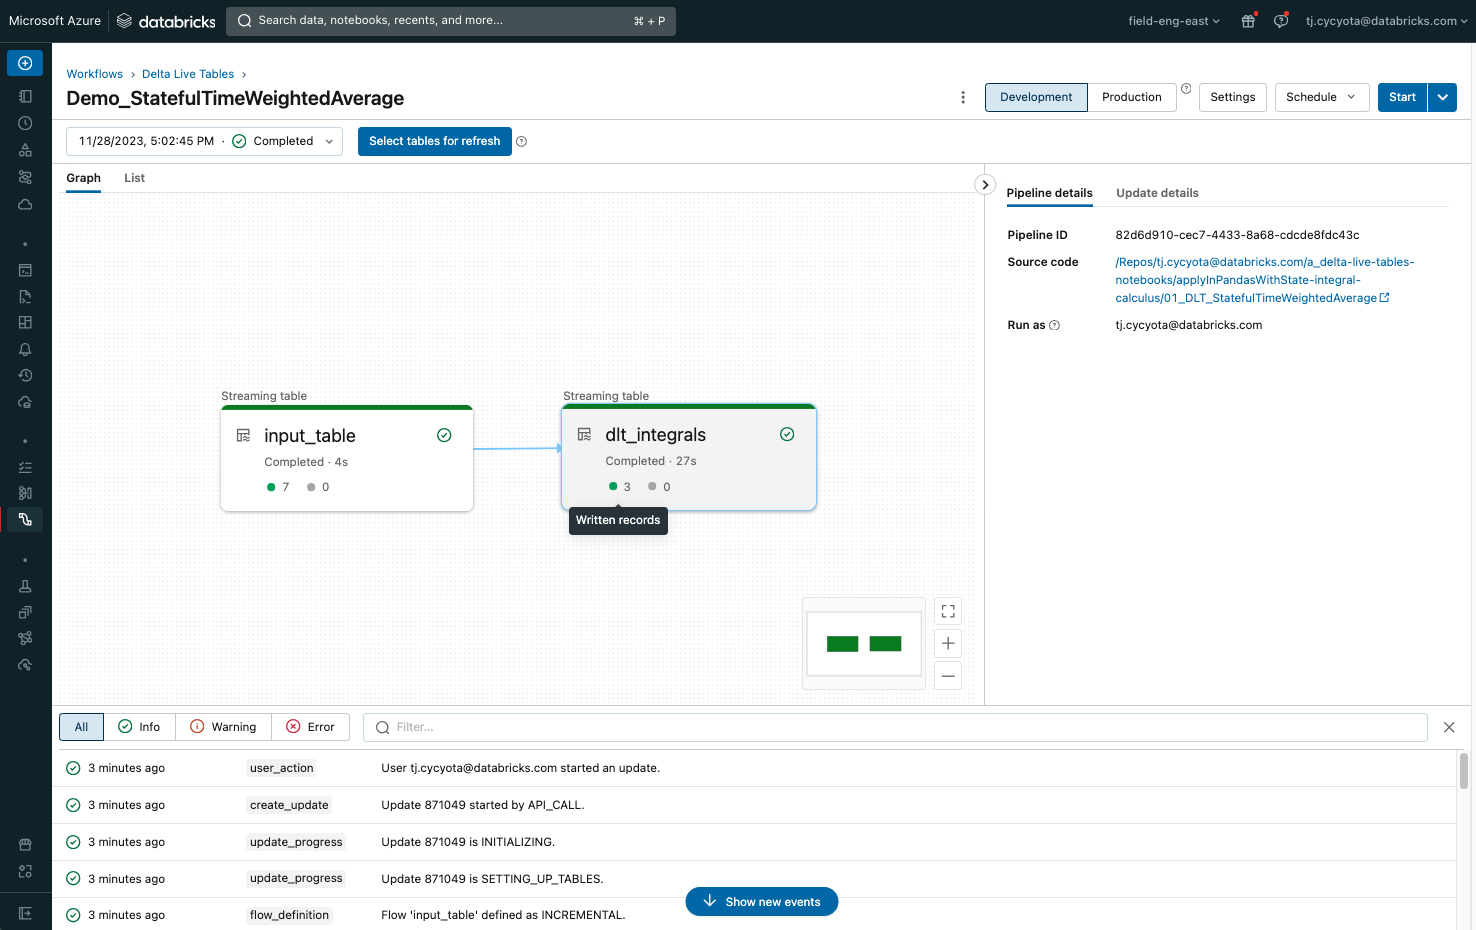 Microsoft Azure databricks Search data, notebooks, recents, and more... ⌘ + P field-eng-east tj.cycyota@databricks.com
Workflows › Delta Live Tables ›
Demo_StatefulTimeWeightedAverage
Development Production Settings Schedule Start
11/28/2023, 5:02:45 PM · Completed Select tables for refresh
Graph List
Pipeline details Update details
Pipeline ID 82d6d910-cec7-4433-8a68-cdcde8fdc43c
Source code /Repos/tj.cycyota@databricks.com/a_delta-live-tables-
notebooks/applyInPandasWithState-integral-
calculus/01_DLT_StatefulTimeWeightedAverage
Run as tj.cycyota@databricks.com
Streaming table
input_table
Completed · 4s
7 0
Streaming table
dlt_integrals
Completed · 27s
3 0
Written records
All Info Warning Error Filter...
3 minutes ago user_action User tj.cycyota@databricks.com started an update.
3 minutes ago create_update Update 871049 started by API_CALL.
3 minutes ago update_progress Update 871049 is INITIALIZING.
3 minutes ago update_progress Update 871049 is SETTING_UP_TABLES.
Show new events
3 minutes ago flow_definition Flow 'input_table' defined as INCREMENTAL.